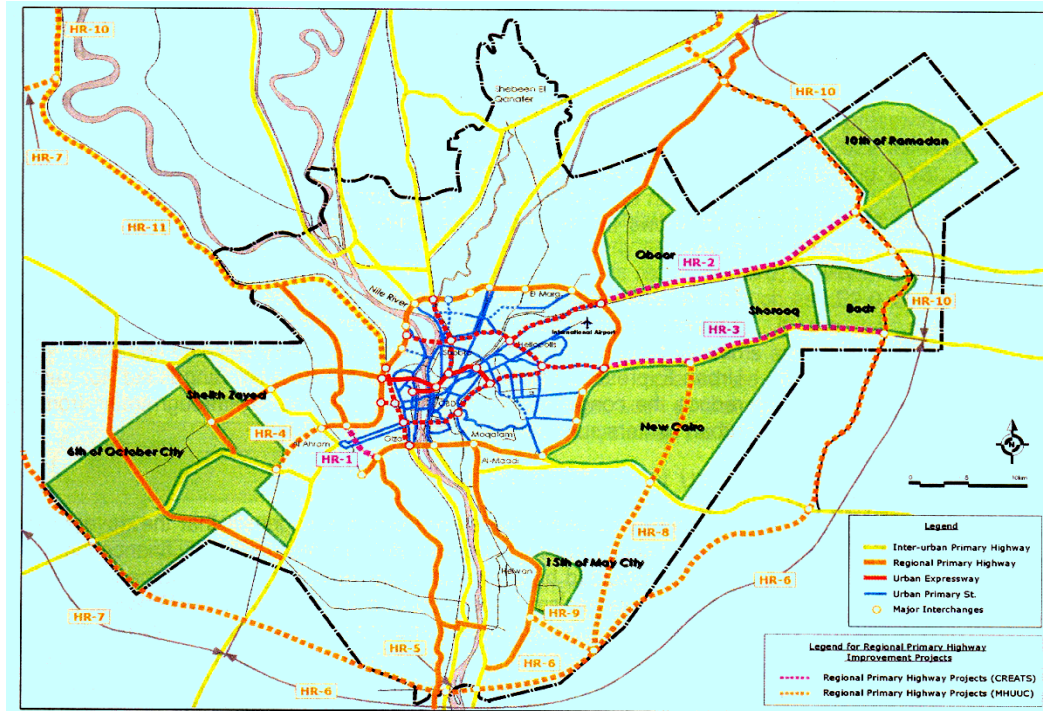 HR-10
HR-7
HR-11
Shebeen El
Qanater
HR-10
10th of Ramadan
Oboor
HR-2
Nile River
El Marg
International Airport
Heliopolis
Shorooq
Badr
HR-10
HR-3
Sheikh Zayed
New Cairo
HR-4
Al Ahram
Giza
Moqatam
HR-1
Al-Maadi
6th of October City
0
5
10km
HR-8
15th of May City
Helwan
HR-9
HR-6
HR-7
HR-5
HR-6
HR-6
Legend
Inter-urban Primary Highway
Regional Primary Highway
Urban Expressway
Urban Primary St.
Major Interchanges
Legend for Regional Primary Highway
Improvement Projects
Regional Primary Highway Projects (CREATS)
Regional Primary Highway Projects (MHUUC)